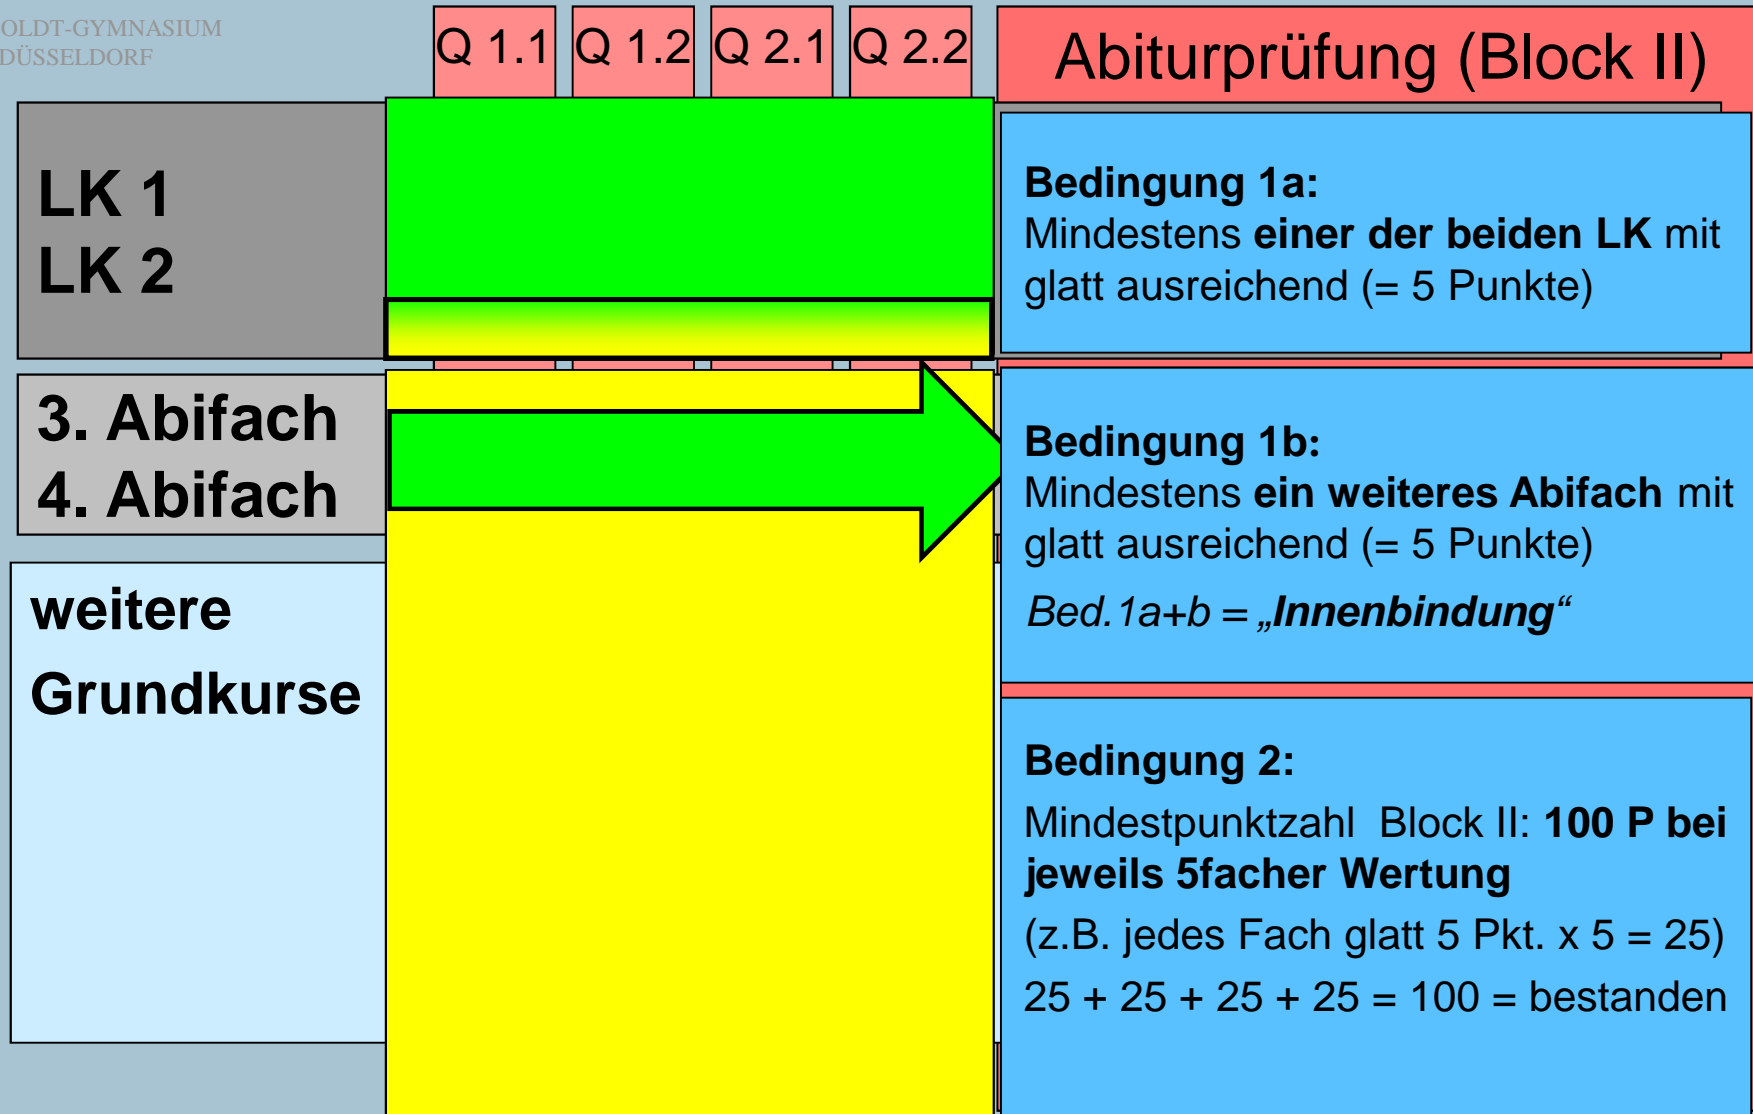 OLDT-GYMNASIUM
DÜSSELDORF
Q 1.1 Q 1.2 Q 2.1 Q 2.2 Abiturprüfung (Block II)
LK 1
LK 2
Bedingung 1a:
Mindestens einer der beiden LK mit
glatt ausreichend (= 5 Punkte)
3. Abifach
4. Abifach
Bedingung 1b:
Mindestens ein weiteres Abifach mit
glatt ausreichend (= 5 Punkte)
Bed.1a+b = „Innenbindung“
weitere
Grundkurse
Bedingung 2:
Mindestpunktzahl Block II: 100 P bei
jeweils 5facher Wertung
(z.B. jedes Fach glatt 5 Pkt. x 5 = 25)
25 + 25 + 25 + 25 = 100 = bestanden